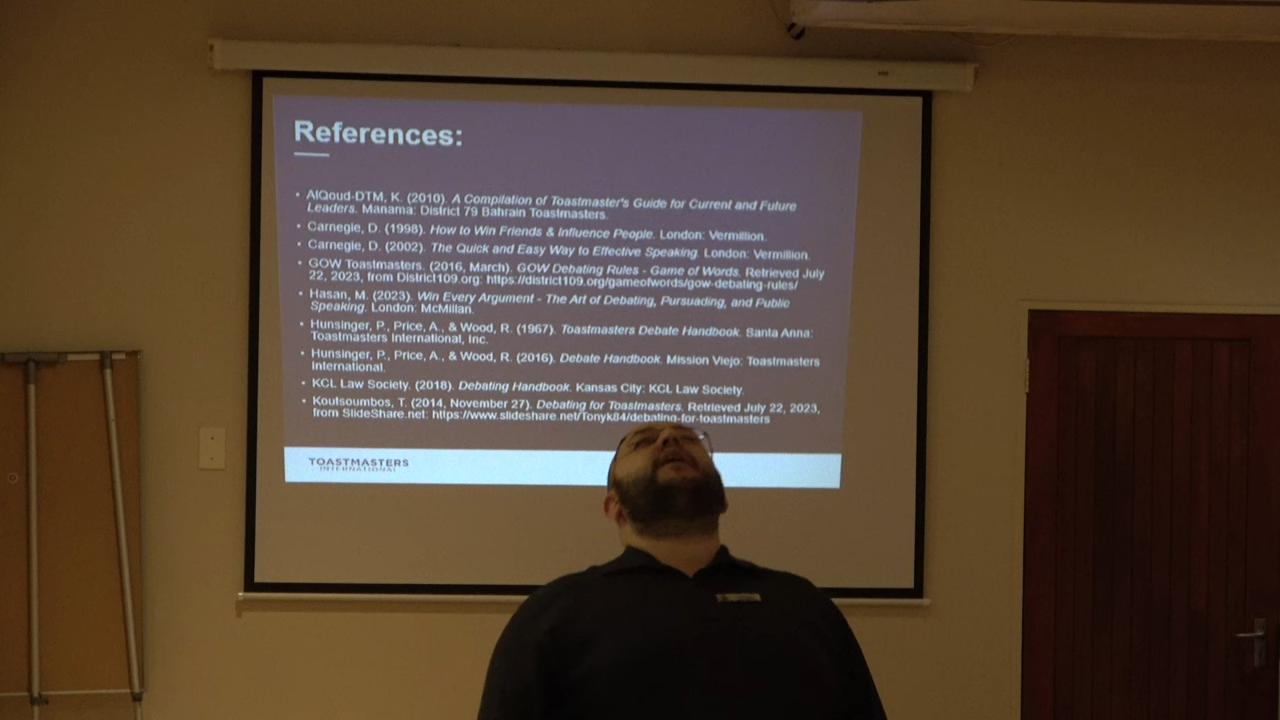 References:
• AlQoud-DTM, K. (2010). A Compilation of Toastmaster's Guide for Current and Future
Leaders. Manama: District 79 Bahrain Toastmasters.
• Carnegie, D. (1998). How to Win Friends & Influence People. London: Vermillion.
• Carnegie, D. (2002). The Quick and Easy Way to Effective Speaking. London: Vermillion.
• GOW Toastmasters. (2016, March). GOW Debating Rules - Game of Words. Retrieved July
22, 2023, from District109.org: https://district109.org/gameofwords/gow-debating-rules/
• Hasan, M. (2023). Win Every Argument - The Art of Debating, Pursuading, and Public
Speaking. London: McMillan.
• Hunsinger, P., Price, A., & Wood, R. (1967). Toastmasters Debate Handbook. Santa Anna:
Toastmasters International, Inc.
• Hunsinger, P., Price, A., & Wood, R. (2016). Debate Handbook. Mission Viejo: Toastmasters
International.
• KCL Law Society. (2018). Debating Handbook. Kansas City: KCL Law Society.
• Koutsoumbos, T. (2014, November 27). Debating for Toastmasters. Retrieved July 22, 2023,
from SlideShare.net: https://www.slideshare.net/Tonyk84/debating-for-toastmasters
TOASTMASTERS
INTERNATIONAL